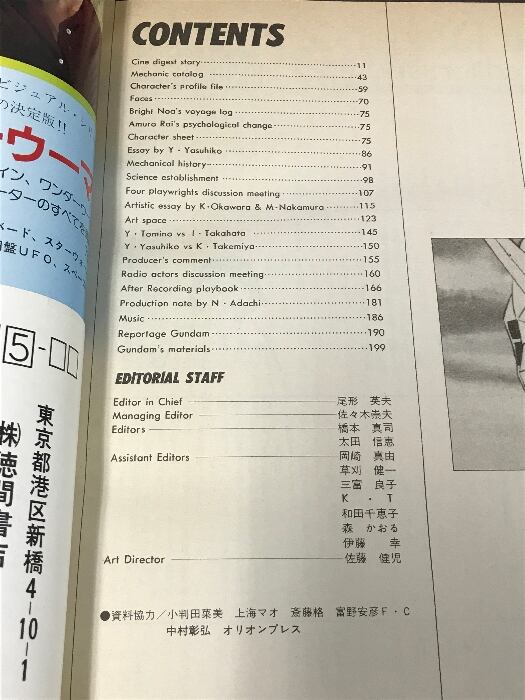 CONTENTS
Cine digest story 11
Mechanic catalog 43
Character's profile file 59
Faces 70
Bright Noa's voyage log 75
Amuro Rai's psychological change 75
Character sheet 75
Essay by Y・Yasuhiko 86
Mechanical history 91
Science establishment 98
Four playwrights discussion meeting 107
Artistic essay by K・Okawara & M・Nakamura 115
Art space 123
Y・Tomino vs I・Takahata 145
Y・Yasuhiko vs K・Takemiya 150
Producer's comment 155
Radio actors discussion meeting 160
After Recording playbook 166
Production note by N・Adachi 181
Music 186
Reportage Gundam 190
Gundam's materials 199
EDITORIAL STAFF
Editor in Chief 尾形 英夫
Managing Editor 佐々木崇夫
Editors 橋本 真司
太田 信恵
Assistant Editors 岡崎 真由
草刈 健一
三富 良子
K ・ T
和田千恵子
森 かおる
伊藤 幸
Art Director 佐藤 健児
●資料協力／小判田菜美 上海マオ 斎藤格 富野安彦F・C
中村彰弘 オリオンプレス
ビジュアル・
の決定版!!
ウーマ
イン、ワンダー
ーターのすべて
ード、スターウォ
円盤UFO、スペー
5-□□
東京都港区新橋4-10-1
株)徳間書店